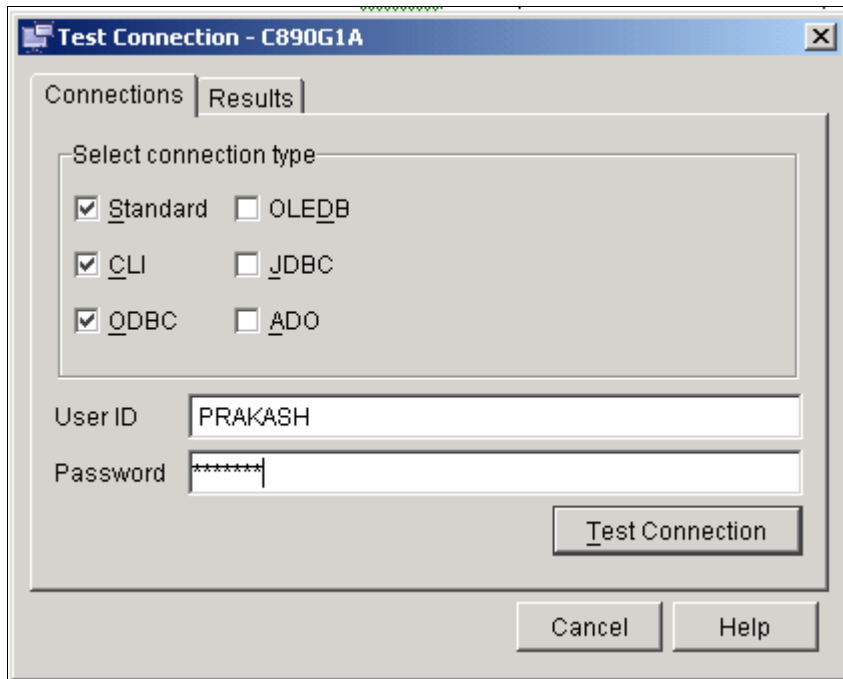 Test Connection - C890G1A
Connections Results
Select connection type
Standard OLEDB
CLI JDBC
ODBC ADO
User ID PRAKASH
Password *******
Test Connection
Cancel Help